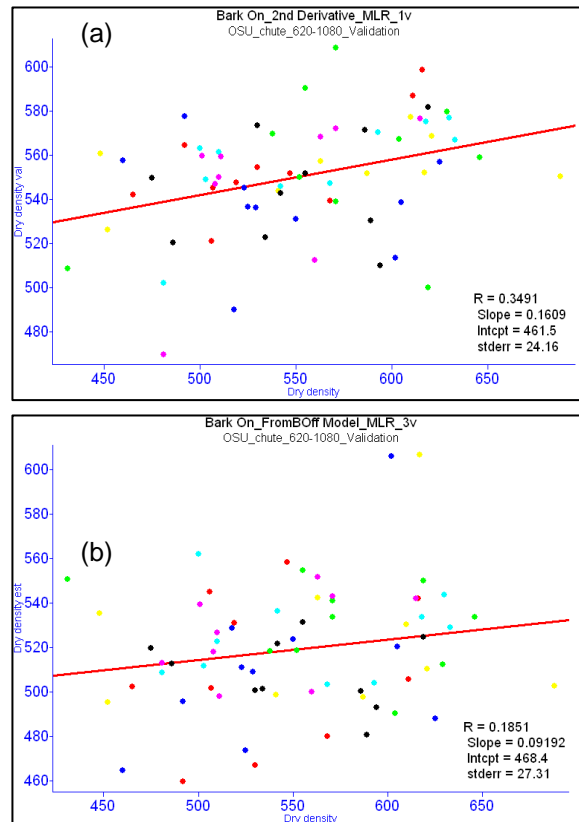 Bark On_2nd Derivative_MLR_1v
OSU_chute_620-1080_Validation
(a)
600
580
560
540
520
500
480
Dry density val
R = 0.3491
Slope = 0.1609
Intcpt = 461.5
stderr = 24.16
450
500
550
600
650
Dry density
Bark On_FromBOff Model_MLR_3v
OSU_chute_620-1080_Validation
(b)
600
580
560
540
520
500
480
460
Dry density est
R = 0.1851
Slope = 0.09192
Intcpt = 468.4
stderr = 27.31
450
500
550
600
650
Dry density